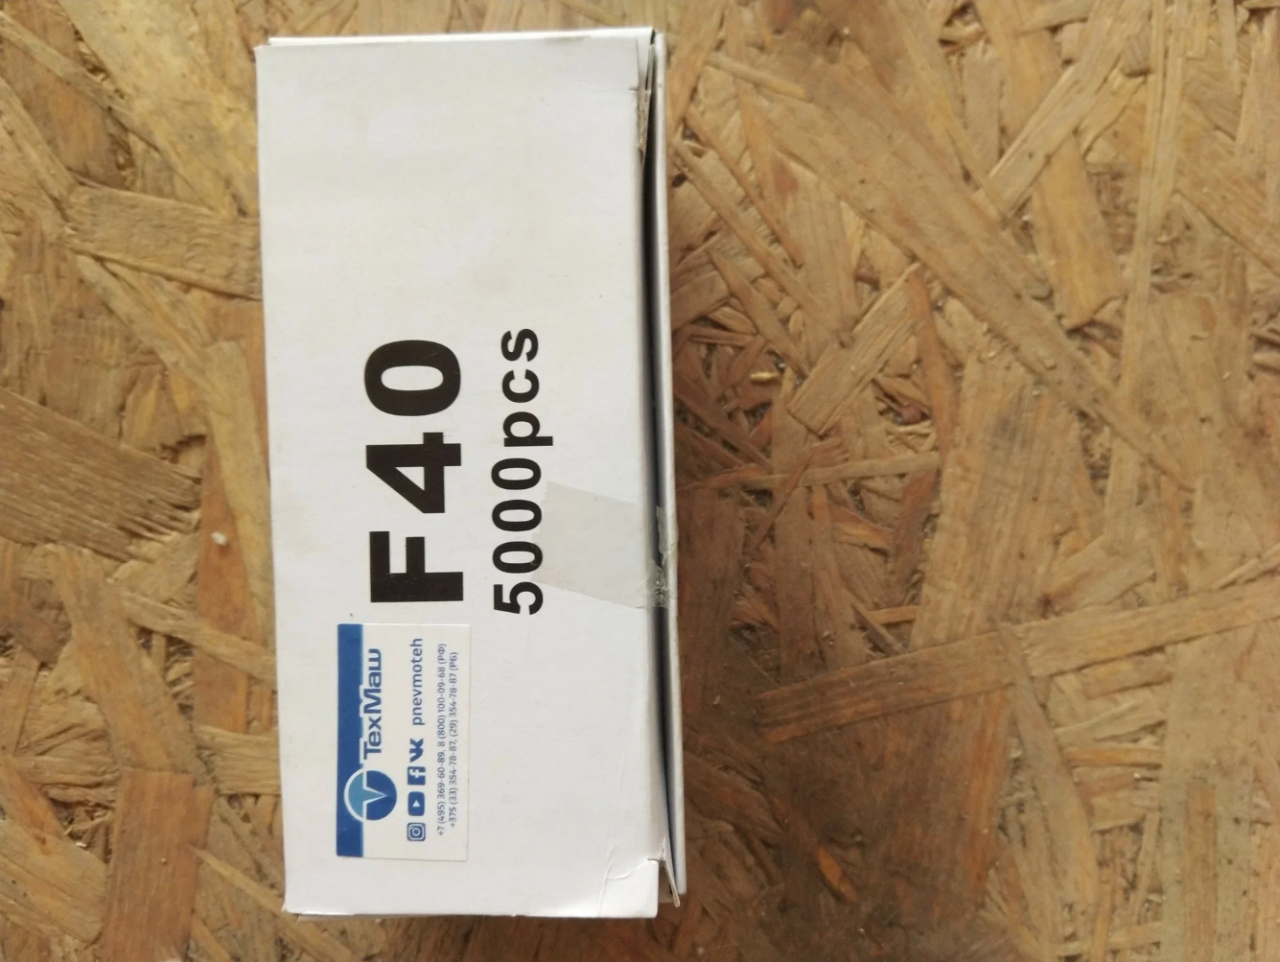 F40
5000pcs
ТехМаш
pnevmoteh
+7 (495) 369-60-89, 8 (800) 100-09-68 (РФ)
+375 (33) 354-78-87, (29) 354-78-87 (РБ)